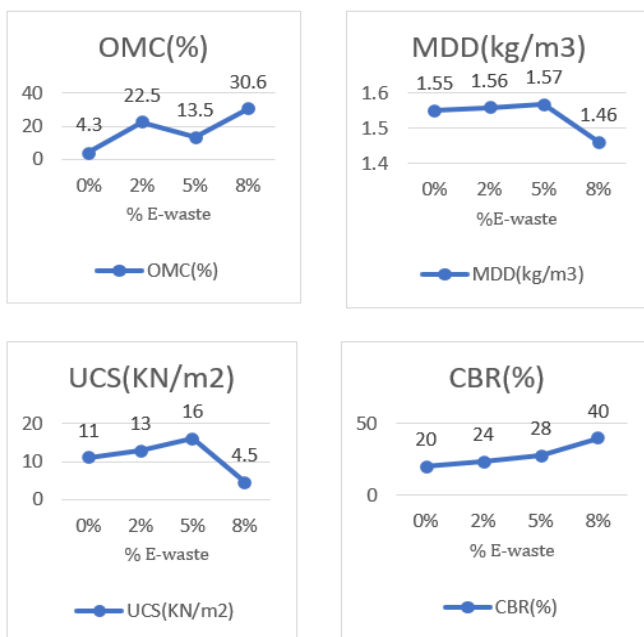 OMC(%)
40
20
0
4.3
22.5
13.5
30.6
0% 2% 5% 8%
% E-waste
OMC(%)
MDD(kg/m3)
1.6
1.5
1.4
1.55
1.56
1.57
1.46
0% 2% 5% 8%
%E-waste
MDD(kg/m3)
UCS(KN/m2)
20
10
0
11
13
16
4.5
0% 2% 5% 8%
% E-waste
UCS(KN/m2)
CBR(%)
50
0
20
24
28
40
0% 2% 5% 8%
% E-waste
CBR(%)